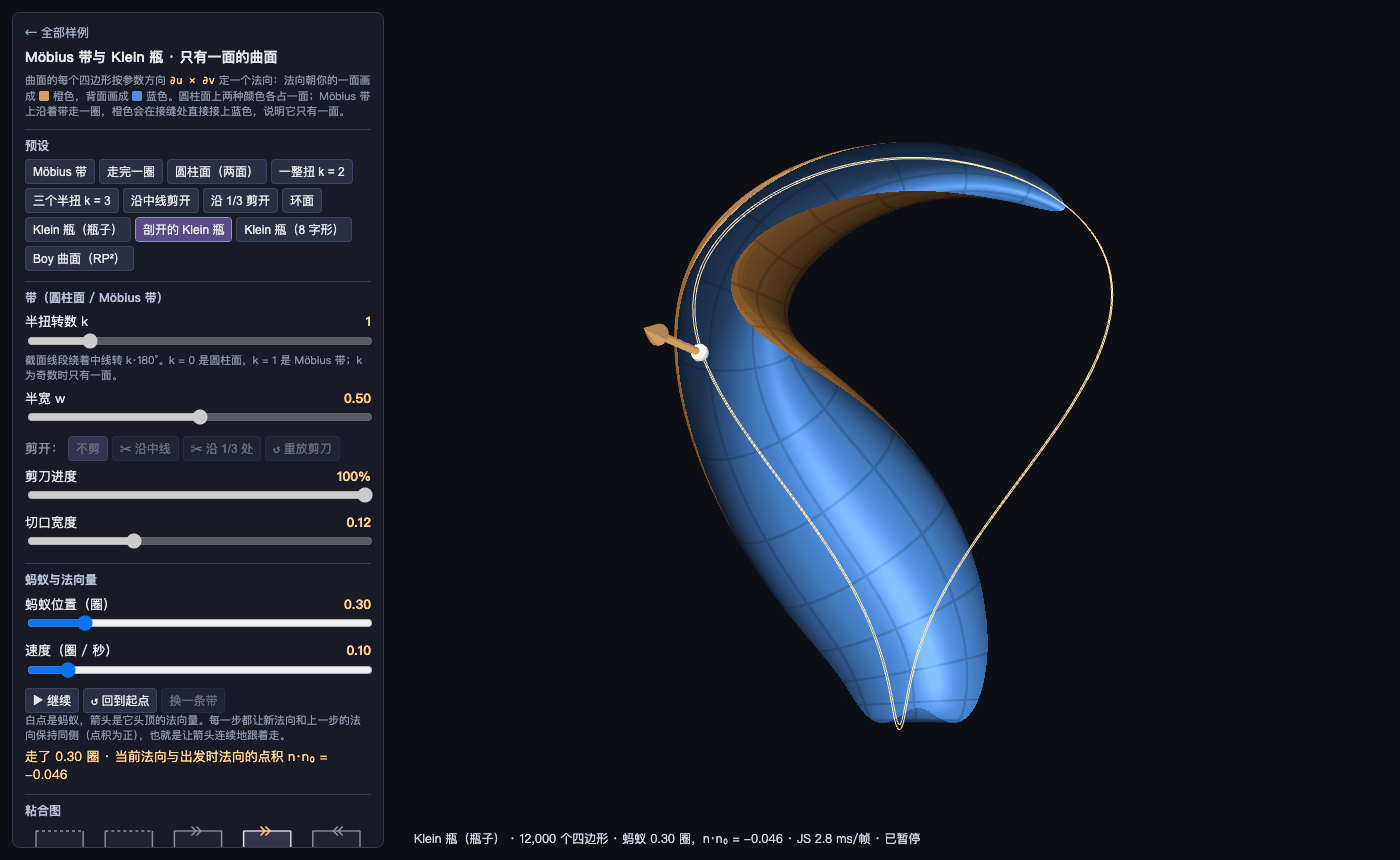 ← 全部样例
Möbius 带与 Klein 瓶 · 只有一面的曲面
曲面的每个四边形按参数方向 ∂u × ∂v 定一个法向：法向朝你的一面画
成 橙色，背面画成 蓝色。圆柱面上两种颜色各占一面；Möbius 带
上沿着带走一圈，橙色会在接缝处直接接上蓝色，说明它只有一面。
预设
Möbius 带 走完一圈 圆柱面（两面） 一整扭 k = 2
三个半扭 k = 3 沿中线剪开 沿 1/3 剪开 环面
Klein 瓶（瓶子） 剖开的 Klein 瓶 Klein 瓶（8 字形）
Boy 曲面（RP²）
带（圆柱面 / Möbius 带）
半扭转数 k 1
截面线段绕着中线转 k·180°。k = 0 是圆柱面，k = 1 是 Möbius 带；k
为奇数时只有一面。
半宽 w 0.50
剪开： 不剪 ✂ 沿中线 ✂ 沿 1/3 处 ↺ 重放剪刀
剪刀进度 100%
切口宽度 0.12
蚂蚁与法向量
蚂蚁位置（圈） 0.30
速度（圈 / 秒） 0.10
▶ 继续 ↺ 回到起点 换一条带
白点是蚂蚁，箭头是它头顶的法向量。每一步都让新法向和上一步的法
向保持同侧（点积为正），也就是让箭头连续地跟着走。
走了 0.30 圈 · 当前法向与出发时法向的点积 n·n₀ =
−0.046
粘合图
Klein 瓶（瓶子） · 12,000 个四边形 · 蚂蚁 0.30 圈，n·n₀ = −0.046 · JS 2.8 ms/帧 · 已暂停